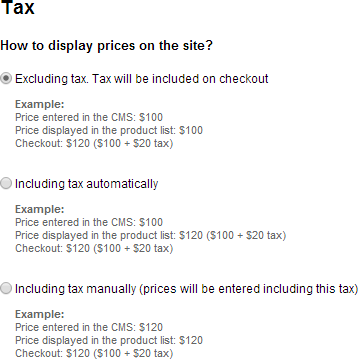 Tax
How to display prices on the site?
Excluding tax. Tax will be included on checkout
Example:
Price entered in the CMS: $100
Price displayed in the product list: $100
Checkout: $120 ($100 + $20 tax)
Including tax automatically
Example:
Price entered in the CMS: $100
Price displayed in the product list: $120 ($100 + $20 tax)
Checkout: $120 ($100 + $20 tax)
Including tax manually (prices will be entered including this tax)
Example:
Price entered in the CMS: $120
Price displayed in the product list: $120
Checkout: $120 ($100 + $20 tax)